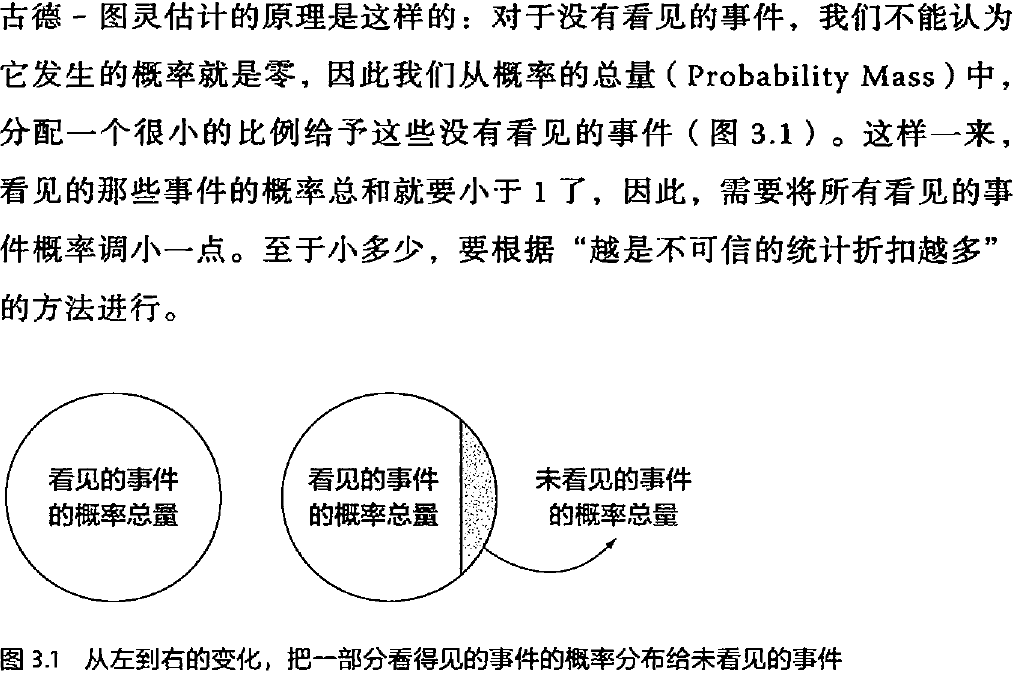 古德－图灵估计的原理是这样的：对于没有看见的事件，我们不能认为
它发生的概率就是零，因此我们从概率的总量（Probability Mass）中，
分配一个很小的比例给予这些没有看见的事件（图 3.1）。这样一来，
看见的那些事件的概率总和就要小于 1 了，因此，需要将所有看见的事
件概率调小一点。至于小多少，要根据“越是不可信的统计折扣越多”
的方法进行。
看见的事件
的概率总量
看见的事件
的概率总量
未看见的事件
的概率总量
图 3.1 从左到右的变化，把一部分看得见的事件的概率分布给未看见的事件